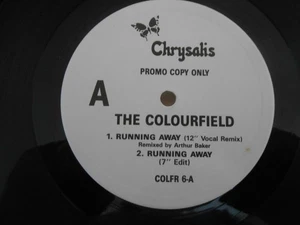 Chrysalis
PROMO COPY ONLY
A
THE COLOURFIELD
1. RUNNING AWAY (12" Vocal Remix)
Remixed by Arthur Baker
2. RUNNING AWAY
(7" Edit)
COLFR 6-A